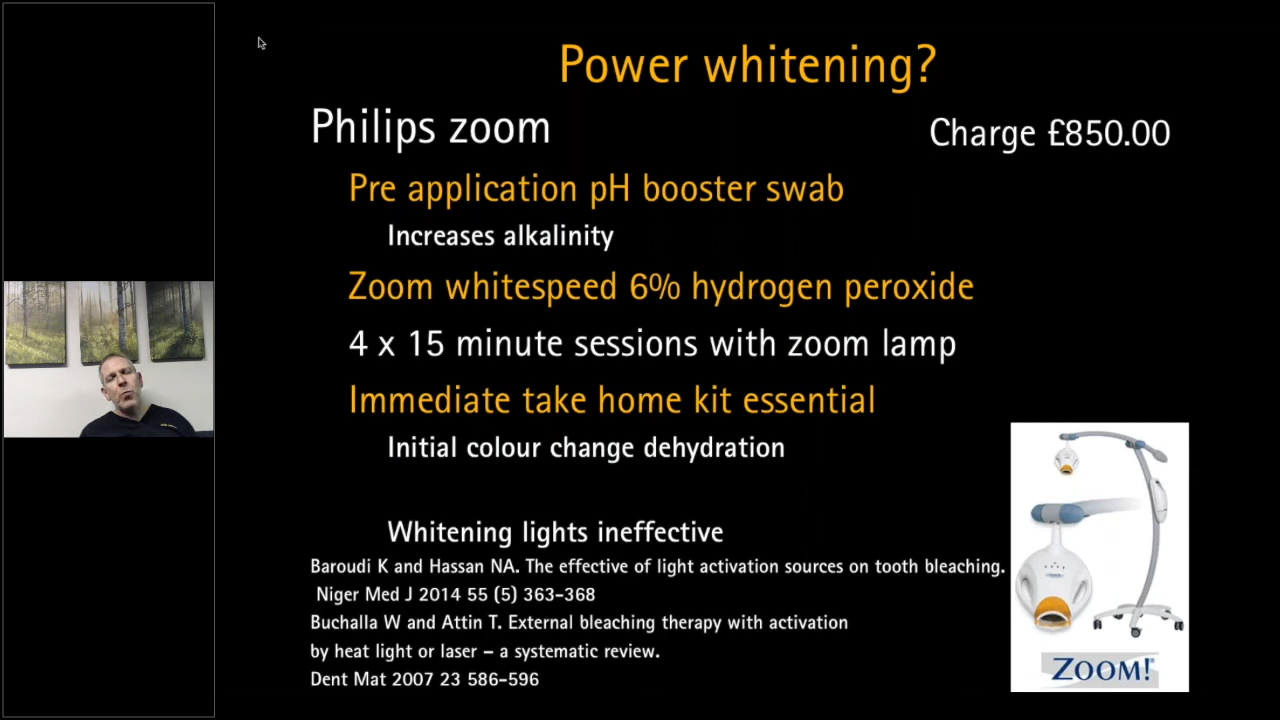 Power whitening?
Philips zoom
Charge £850.00
Pre application pH booster swab
Increases alkalinity
Zoom whitespeed 6% hydrogen peroxide
4 x 15 minute sessions with zoom lamp
Immediate take home kit essential
Initial colour change dehydration
Whitening lights ineffective
Baroudi K and Hassan NA. The effective of light activation sources on tooth bleaching.
Niger Med J 2014 55 (5) 363-368
Buchalla W and Attin T. External bleaching therapy with activation
by heat light or laser – a systematic review.
Dent Mat 2007 23 586-596
ZOOM!